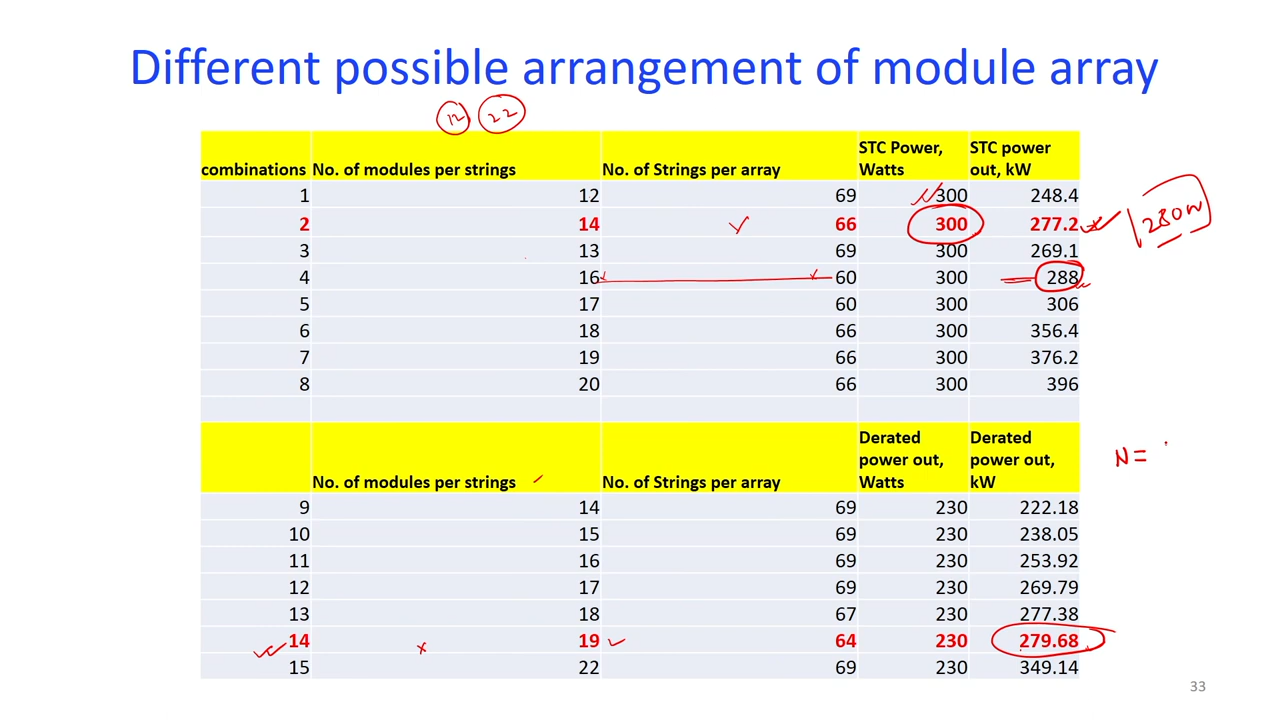 Different possible arrangement of module array
12 22
combinations No. of modules per strings No. of Strings per array STC Power, Watts STC power out, kW
1 12 69 300 248.4
2 14 66 300 277.2
280W
3 13 69 300 269.1
4 16 60 300 288
5 17 60 300 306
6 18 66 300 356.4
7 19 66 300 376.2
8 20 66 300 396
No. of modules per strings No. of Strings per array Derated power out, Watts Derated power out, kW
N=
9 14 69 230 222.18
10 15 69 230 238.05
11 16 69 230 253.92
12 17 69 230 269.79
13 18 67 230 277.38
14 19 64 230 279.68
15 22 69 230 349.14
33